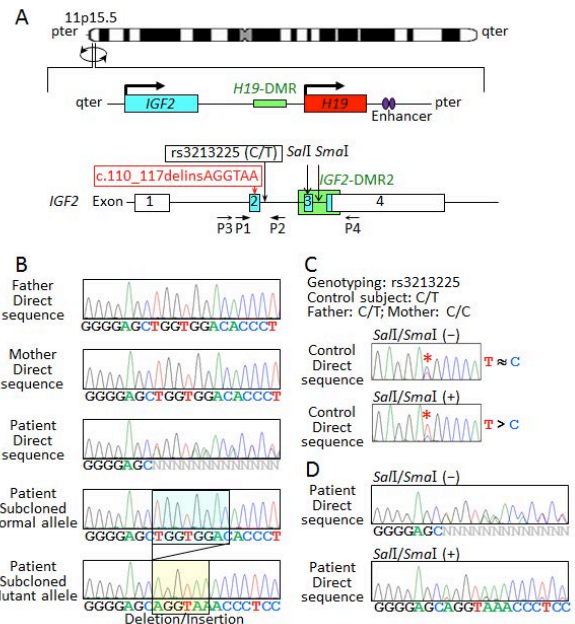 A
11p15.5
pter
qter
H19-DMR
qter
IGF2
H19
pter
Enhancer
rs3213225 (C/T)
SalI SmaI
c.110_117delinsAGGTAA
IGF2-DMR2
IGF2
Exon
1
2
3
4
P3 P1
P2
P4
B
Father
Direct
sequence
GGGGAGCTGGTGGACACCCT
Mother
Direct
sequence
GGGGAGCTGGTGGACACCCT
Patient
Direct
sequence
GGGGAGCNNNNNNNNNNNNN
Patient
Subcloned
ormal allele
GGGGAGCTGGTGGACACCCT
Patient
Subcloned
utant allele
GGGGAGCAGGTAAACCCTCC
Deletion/Insertion
C
Genotyping: rs3213225
Control subject: C/T
Father: C/T; Mother: C/C
SalI/SmaI (−)
Control
Direct
sequence
*
T ≈ C
SalI/SmaI (+)
Control
Direct
sequence
*
T > C
D
SalI/SmaI (−)
Patient
Direct
sequence
GGGGAGCNNNNNNNNNNNNN
SalI/SmaI (+)
Patient
Direct
sequence
GGGGAGCAGGTAAACCCTCC